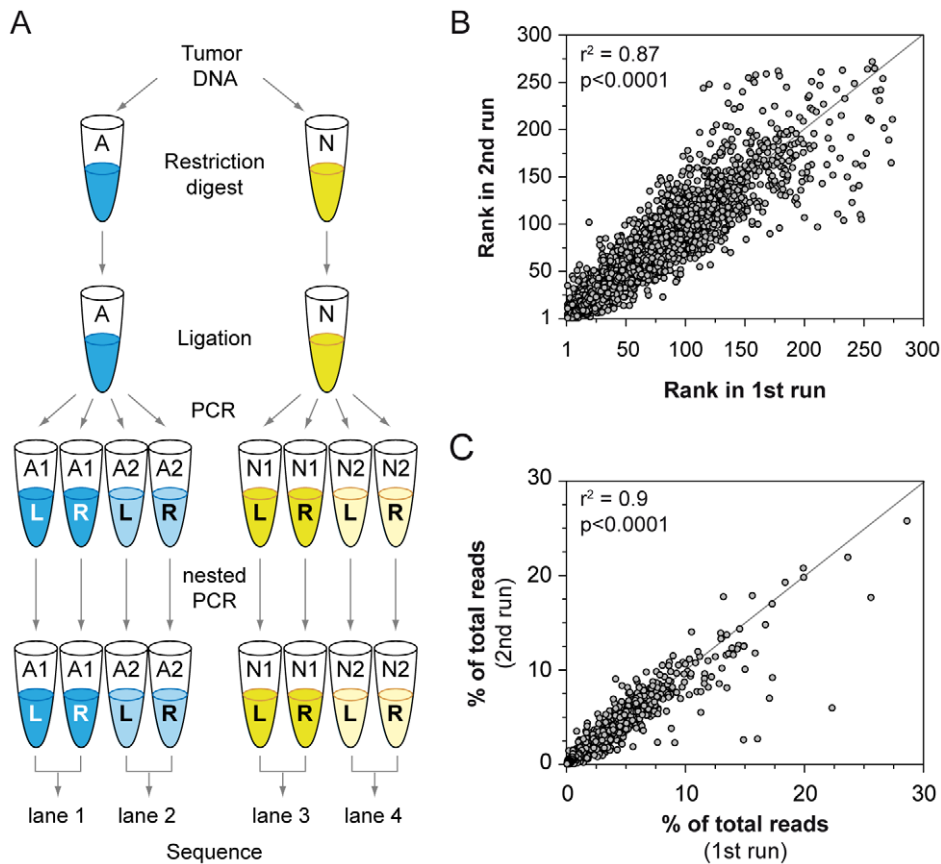 A
Tumor
DNA
A
N
Restriction
digest
A
N
Ligation
PCR
A1 A1 A2 A2
L R L R
N1 N1 N2 N2
L R L R
nested
PCR
A1 A1 A2 A2
L R L R
N1 N1 N2 N2
L R L R
lane 1 lane 2 lane 3 lane 4
Sequence
B
r² = 0.87
p<0.0001
Rank in 2nd run
300
250
200
150
100
50
1
1 50 100 150 200 250 300
Rank in 1st run
C
r² = 0.9
p<0.0001
% of total reads
(2nd run)
30
20
10
0
0 10 20 30
% of total reads
(1st run)